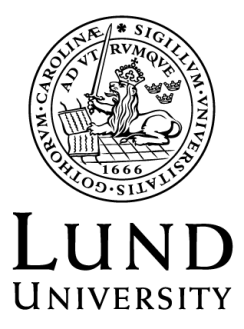 SIGILLVM·VNIVERSITATIS·GOTHORVM·CAROLINÆ
AD VTRVMQVE
1666
LUND
UNIVERSITY